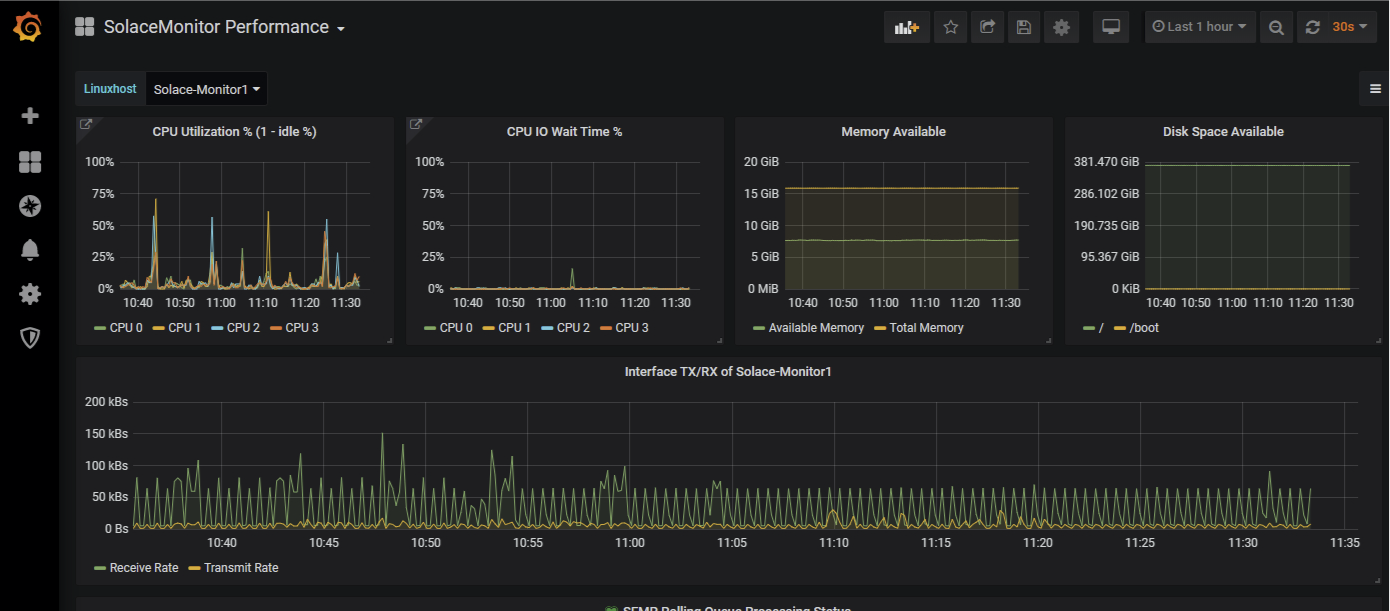 SolaceMonitor Performance
Last 1 hour
30s
Linuxhost Solace-Monitor1
CPU Utilization % (1 - idle %)
100%
75%
50%
25%
0%
10:40 10:50 11:00 11:10 11:20 11:30
CPU 0 CPU 1 CPU 2 CPU 3
CPU IO Wait Time %
100%
75%
50%
25%
0%
10:40 10:50 11:00 11:10 11:20 11:30
CPU 0 CPU 1 CPU 2 CPU 3
Memory Available
20 GiB
15 GiB
10 GiB
5 GiB
0 MiB
10:40 10:50 11:00 11:10 11:20 11:30
Available Memory Total Memory
Disk Space Available
381.470 GiB
286.102 GiB
190.735 GiB
95.367 GiB
0 KiB
10:40 10:50 11:00 11:10 11:20 11:30
/ /boot
Interface TX/RX of Solace-Monitor1
200 kBs
150 kBs
100 kBs
50 kBs
0 Bs
10:40 10:45 10:50 10:55 11:00 11:05 11:10 11:15 11:20 11:25 11:30 11:35
Receive Rate Transmit Rate
SEMP Polling Queue Processing Status